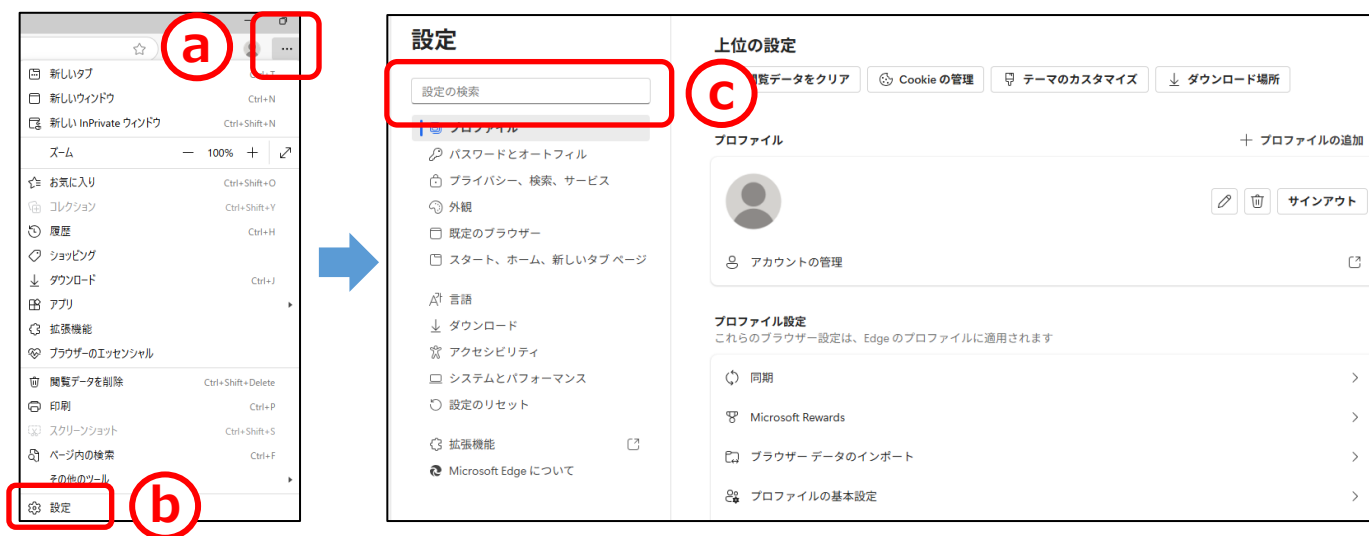 a
新しいタブ Ctrl+T
新しいウィンドウ Ctrl+N
新しい InPrivate ウィンドウ Ctrl+Shift+N
ズーム 100%
お気に入り Ctrl+Shift+O
コレクション Ctrl+Shift+Y
履歴 Ctrl+H
ショッピング
ダウンロード Ctrl+J
アプリ
拡張機能
ブラウザーのエッセンシャル
閲覧データを削除 Ctrl+Shift+Delete
印刷 Ctrl+P
スクリーンショット Ctrl+Shift+S
ページ内の検索 Ctrl+F
その他のツール
設定
b
設定
設定の検索
c
プロファイル
パスワードとオートフィル
プライバシー、検索、サービス
外観
既定のブラウザー
スタート、ホーム、新しいタブ ページ
言語
ダウンロード
アクセシビリティ
システムとパフォーマンス
設定のリセット
拡張機能
Microsoft Edge について
上位の設定
閲覧データをクリア Cookie の管理 テーマのカスタマイズ ダウンロード場所
プロファイル プロファイルの追加
サインアウト
アカウントの管理
プロファイル設定
これらのブラウザー設定は、Edge のプロファイルに適用されます
同期
Microsoft Rewards
ブラウザー データのインポート
プロファイルの基本設定